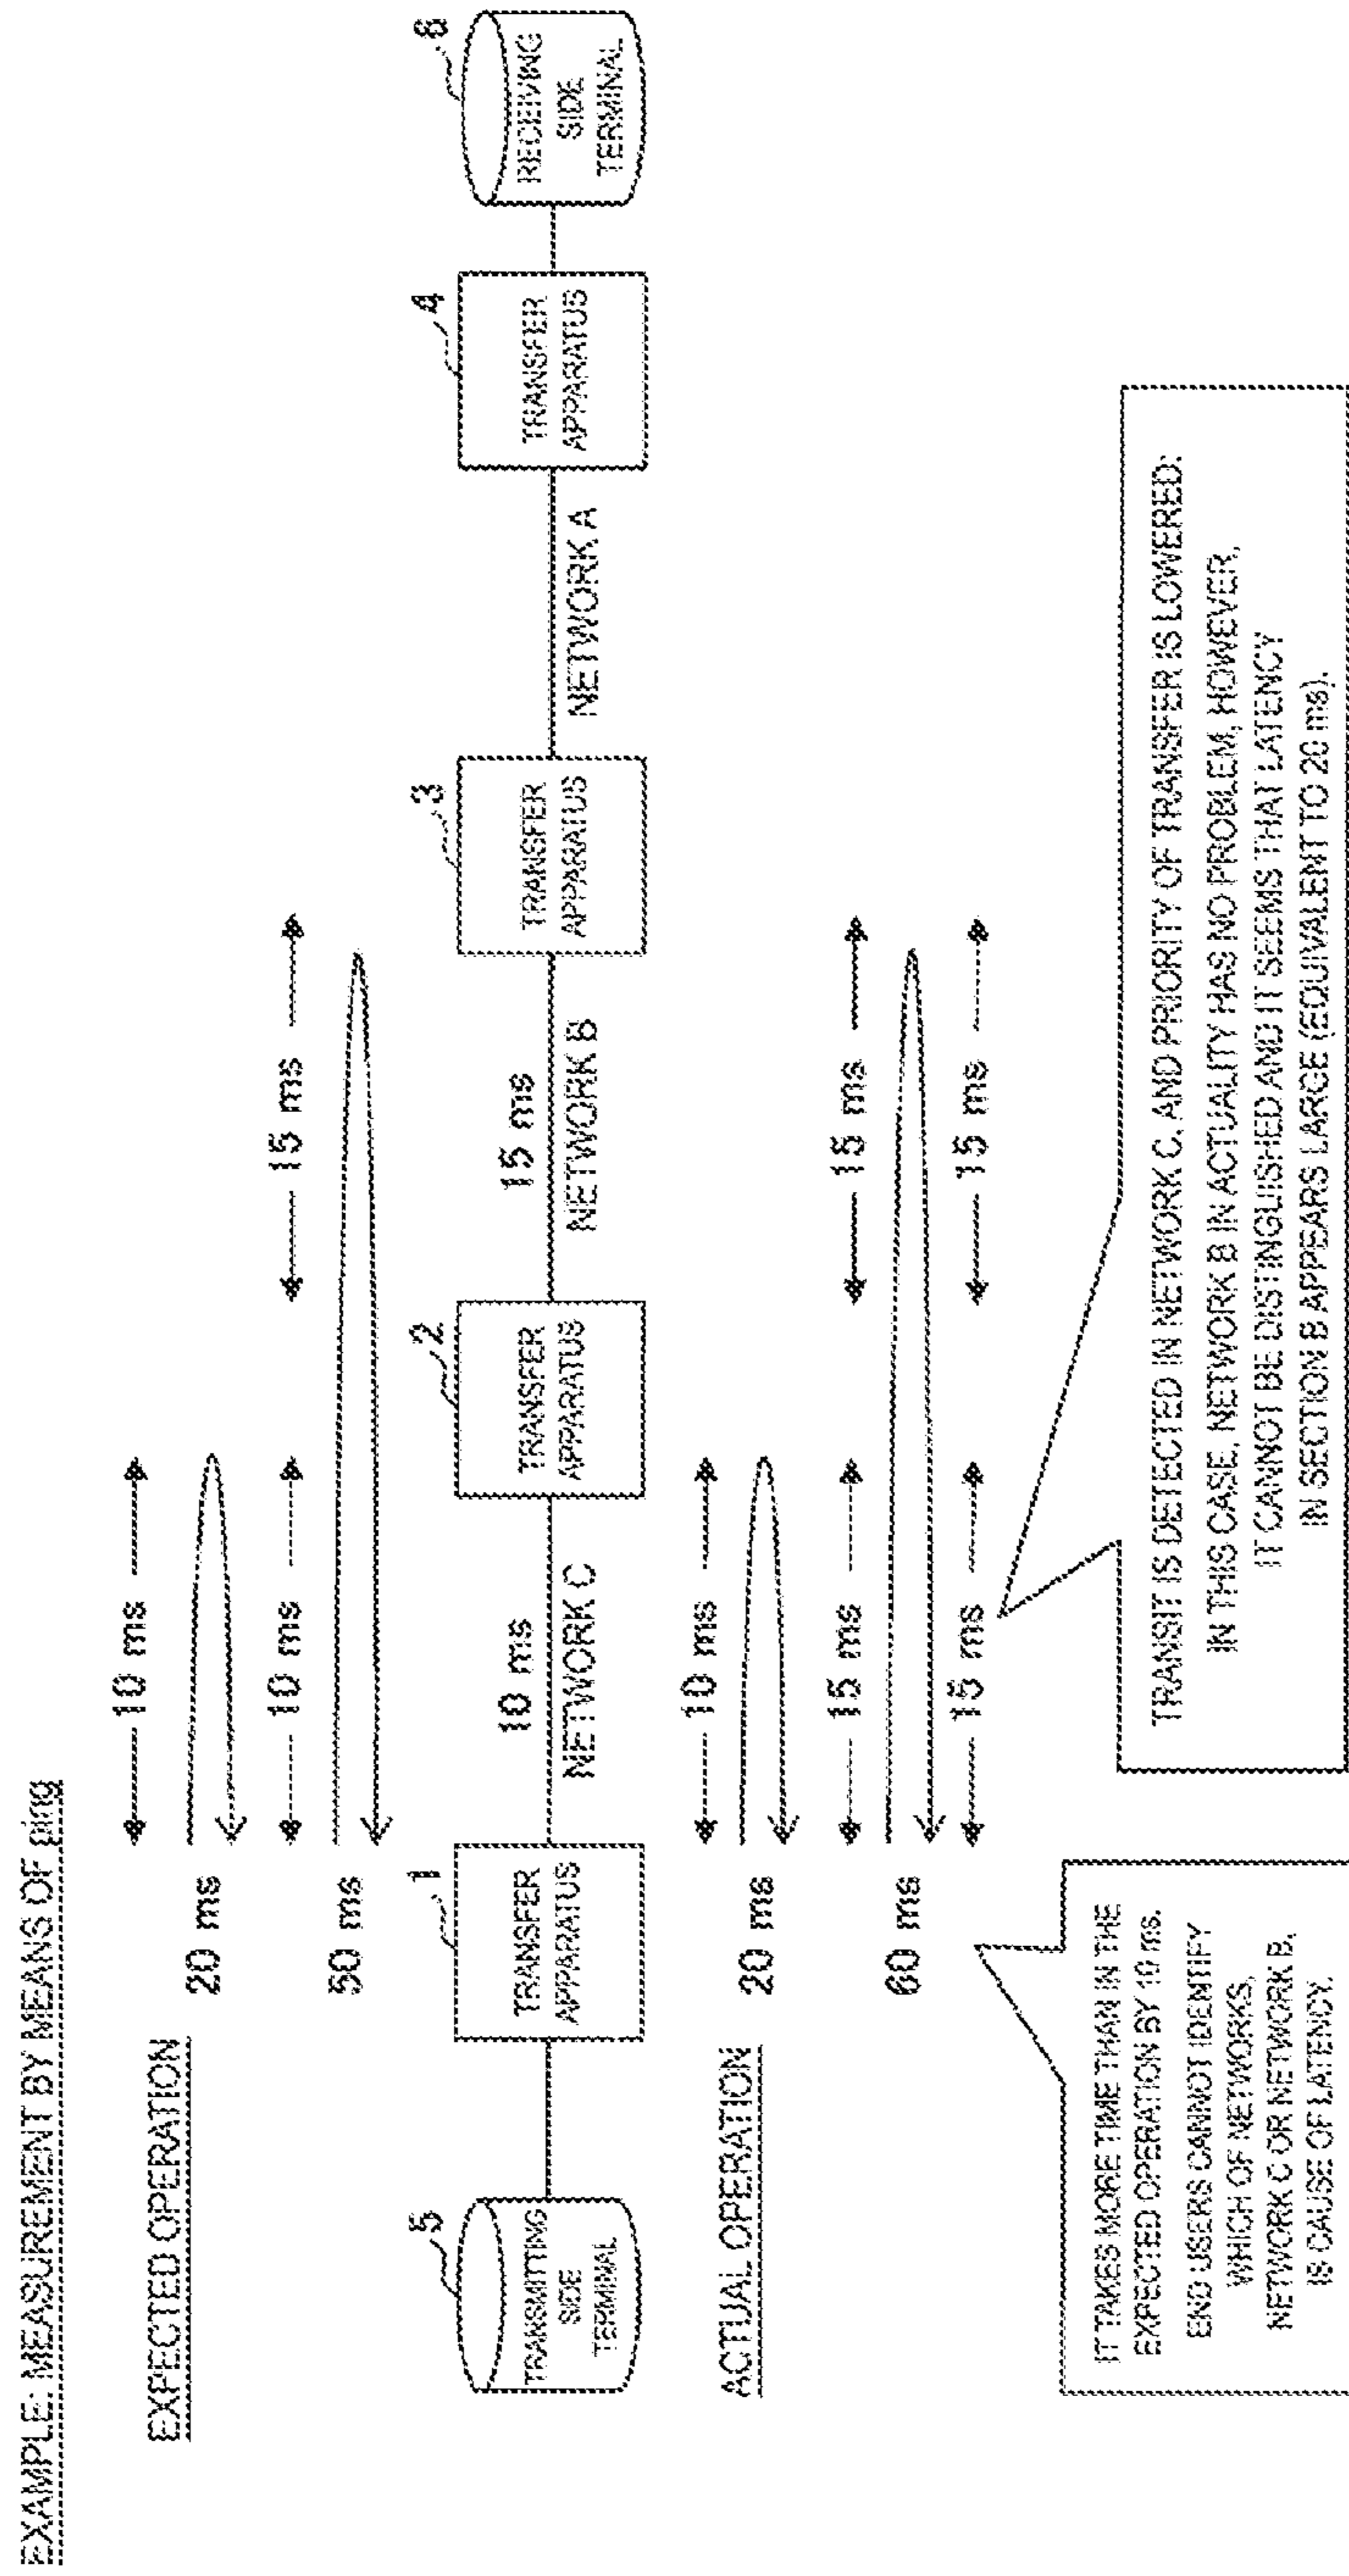 EXAMPLE: MEASUREMENT BY MEANS OF ping
EXPECTED OPERATION
10 ms
20 ms
10 ms
15 ms
50 ms
5
TRANSMITTING
SIDE
TERMINAL
1
TRANSFER
APPARATUS
10 ms
NETWORK C
2
TRANSFER
APPARATUS
15 ms
NETWORK B
3
TRANSFER
APPARATUS
NETWORK A
4
TRANSFER
APPARATUS
6
RECEIVING
SIDE
TERMINAL
ACTUAL OPERATION
10 ms
20 ms
15 ms
15 ms
60 ms
15 ms
15 ms
IT TAKES MORE TIME THAN IN THE
EXPECTED OPERATION BY 10 ms.
END USERS CANNOT IDENTIFY
WHICH OF NETWORKS,
NETWORK C OR NETWORK B,
IS CAUSE OF LATENCY.
TRANSIT IS DETECTED IN NETWORK C, AND PRIORITY OF TRANSFER IS LOWERED:
IN THIS CASE, NETWORK B IN ACTUALITY HAS NO PROBLEM, HOWEVER,
IT CANNOT BE DISTINGUISHED AND IT SEEMS THAT LATENCY
IN SECTION B APPEARS LARGE (EQUIVALENT TO 20 ms).